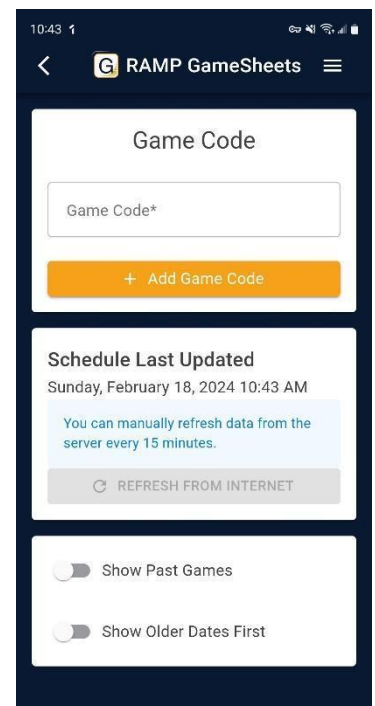 10:43
G RAMP GameSheets
Game Code
Game Code*
+ Add Game Code
Schedule Last Updated
Sunday, February 18, 2024 10:43 AM
You can manually refresh data from the
server every 15 minutes.
REFRESH FROM INTERNET
Show Past Games
Show Older Dates First